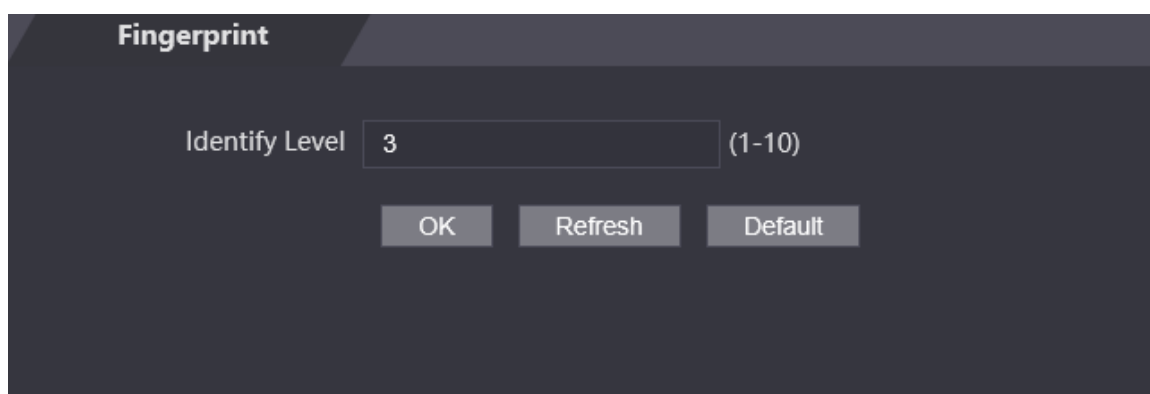 Fingerprint
Identify Level 3 (1-10)
OK Refresh Default